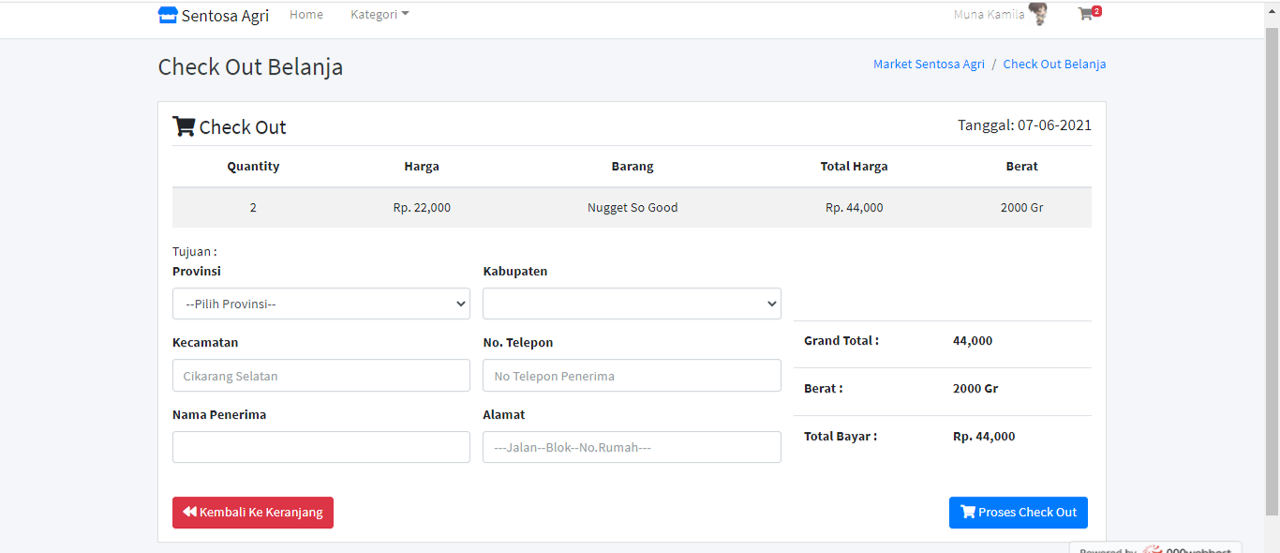 Sentosa Agri Home Kategori Muna Kamila 2
Check Out Belanja Market Sentosa Agri / Check Out Belanja
Check Out Tanggal: 07-06-2021
Quantity Harga Barang Total Harga Berat
2 Rp. 22,000 Nugget So Good Rp. 44,000 2000 Gr
Tujuan :
Provinsi Kabupaten
--Pilih Provinsi--
Kecamatan No. Telepon Grand Total : 44,000
Cikarang Selatan No Telepon Penerima
Berat : 2000 Gr
Nama Penerima Alamat
Total Bayar : Rp. 44,000
---Jalan--Blok--No.Rumah---
Kembali Ke Keranjang Proses Check Out
Powered by 000webhost